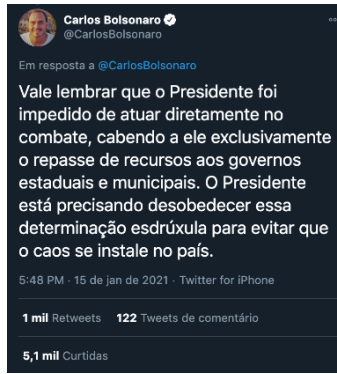 Carlos Bolsonaro
@CarlosBolsonaro
Em resposta a @CarlosBolsonaro
Vale lembrar que o Presidente foi
impedido de atuar diretamente no
combate, cabendo a ele exclusivamente
o repasse de recursos aos governos
estaduais e municipais. O Presidente
está precisando desobedecer essa
determinação esdrúxula para evitar que
o caos se instale no país.
5:48 PM · 15 de jan de 2021 · Twitter for iPhone
1 mil Retweets 122 Tweets de comentário
5,1 mil Curtidas